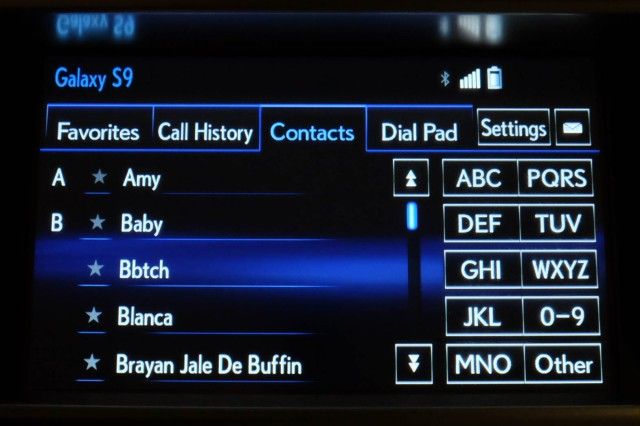 Galaxy S9
Favorites Call History Contacts Dial Pad Settings
A Amy ABC PQRS
B Baby DEF TUV
Bbtch GHI WXYZ
Blanca JKL 0-9
Brayan Jale De Buffin MNO Other